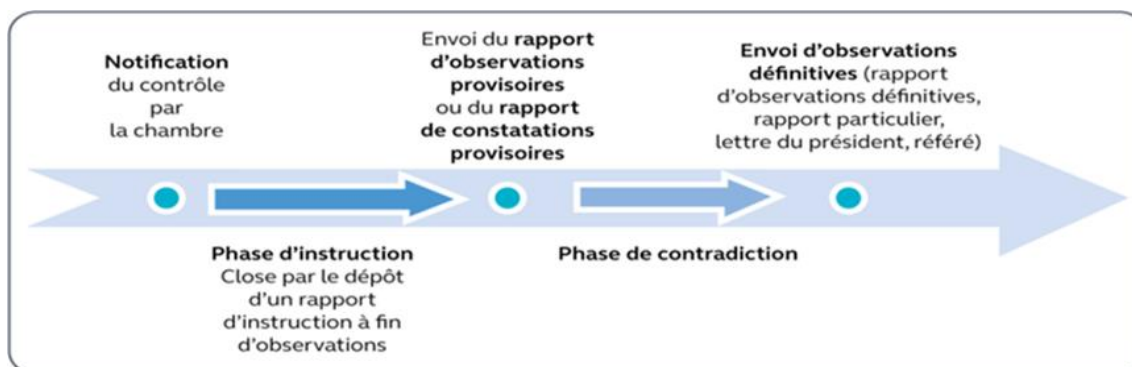 Notification
du contrôle
par
la chambre
Envoi du rapport
d'observations
provisoires
ou du rapport
de constatations
provisoires
Envoi d'observations
définitives (rapport
d'observations définitives,
rapport particulier,
lettre du président, référé)
Phase d'instruction
Close par le dépôt
d'un rapport
d'instruction à fin
d'observations
Phase de contradiction